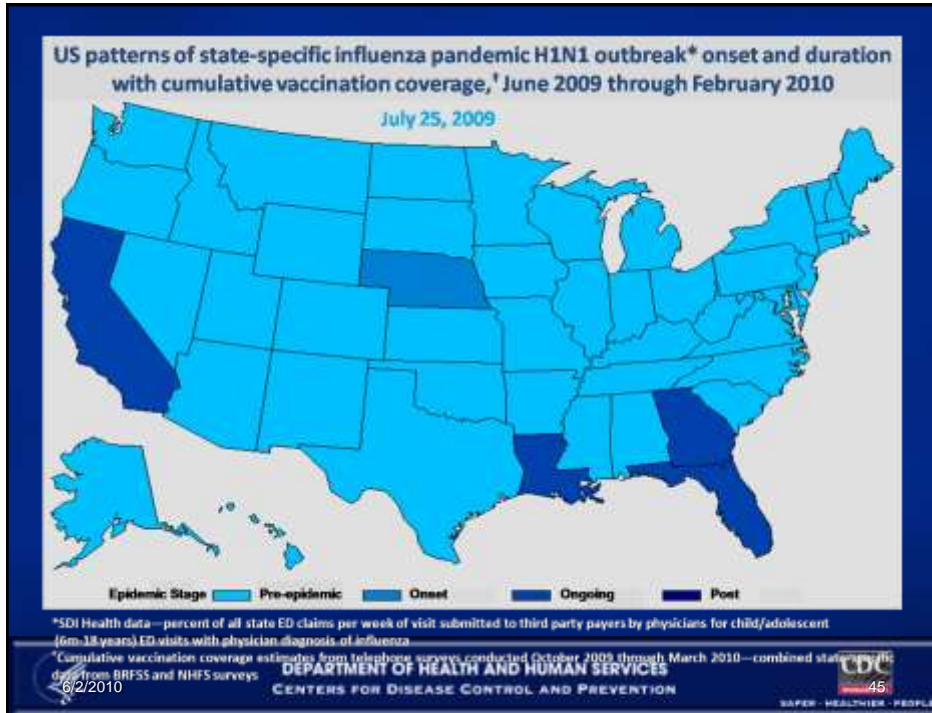 US patterns of state-specific influenza pandemic H1N1 outbreak* onset and duration
with cumulative vaccination coverage,† June 2009 through February 2010
July 25, 2009
Epidemic Stage Pre-epidemic Onset Ongoing Post
*SDI Health data—percent of all state ED claims per week of visit submitted to third party payers by physicians for child/adolescent
(6m-18 years) ED visits with physician diagnosis of influenza
†Cumulative vaccination coverage estimates from telephone surveys conducted October 2009 through March 2010—combined
data from BRFSS and NHFS surveys
DEPARTMENT OF HEALTH AND HUMAN SERVICES
CENTERS FOR DISEASE CONTROL AND PREVENTION
6/2/2010
CDC
45
SAFER · HEALTHIER · PEOPLE